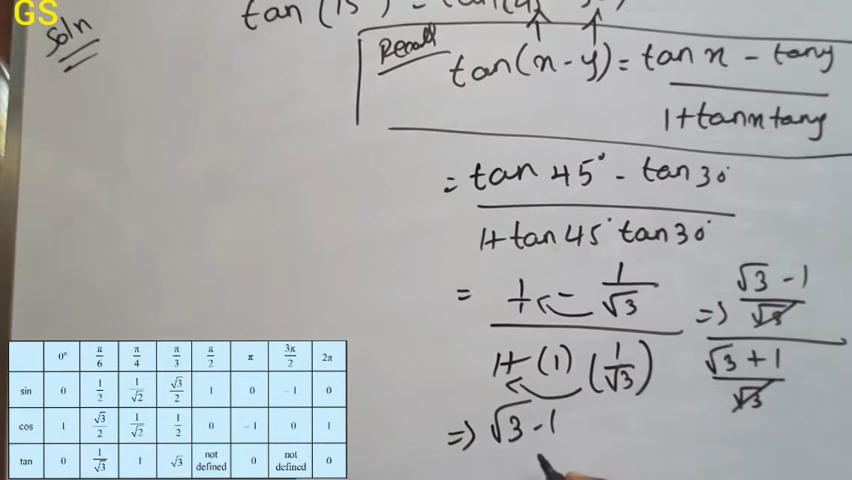 GS
Soln
tan (15°) = tan(45
Recall
tan(x - y) = tan x - tan y
1 + tan x tan y
= tan 45° - tan 30°
1 + tan 45° tan 30°
= 1 - 1/√3 => √3 - 1/√3
1 + (1) (1/√3) √3 + 1/√3
=> √3 - 1
0° π/6 π/4 π/3 π/2 π 3π/2 2π
sin 0 1/2 1/√2 √3/2 1 0 -1 0
cos 1 √3/2 1/√2 1/2 0 -1 0 1
tan 0 1/√3 1 √3 not defined 0 not defined 0